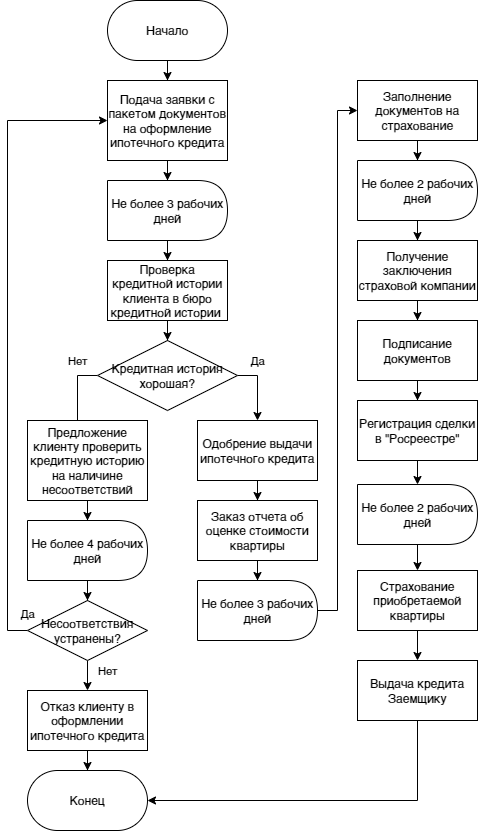 Начало
Подача заявки с
пакетом документов
на оформление
ипотечного кредита
Не более 3 рабочих
дней
Проверка
кредитной истории
клиента в бюро
кредитной истории
Кредитная история
хорошая?
Нет
Да
Предложение
клиенту проверить
кредитную историю
на наличине
несоответствий
Не более 4 рабочих
дней
Несоответствия
устранены?
Да
Нет
Отказ клиенту в
оформлении
ипотечного кредита
Конец
Одобрение выдачи
ипотечного кредита
Заказ отчета об
оценке стоимости
квартиры
Не более 3 рабочих
дней
Заполнение
документов на
страхование
Не более 2 рабочих
дней
Получение
заключения
страховой компании
Подписание
документов
Регистрация сделки
в "Росреестре"
Не более 2 рабочих
дней
Страхование
приобретаемой
квартиры
Выдача кредита
Заемщику